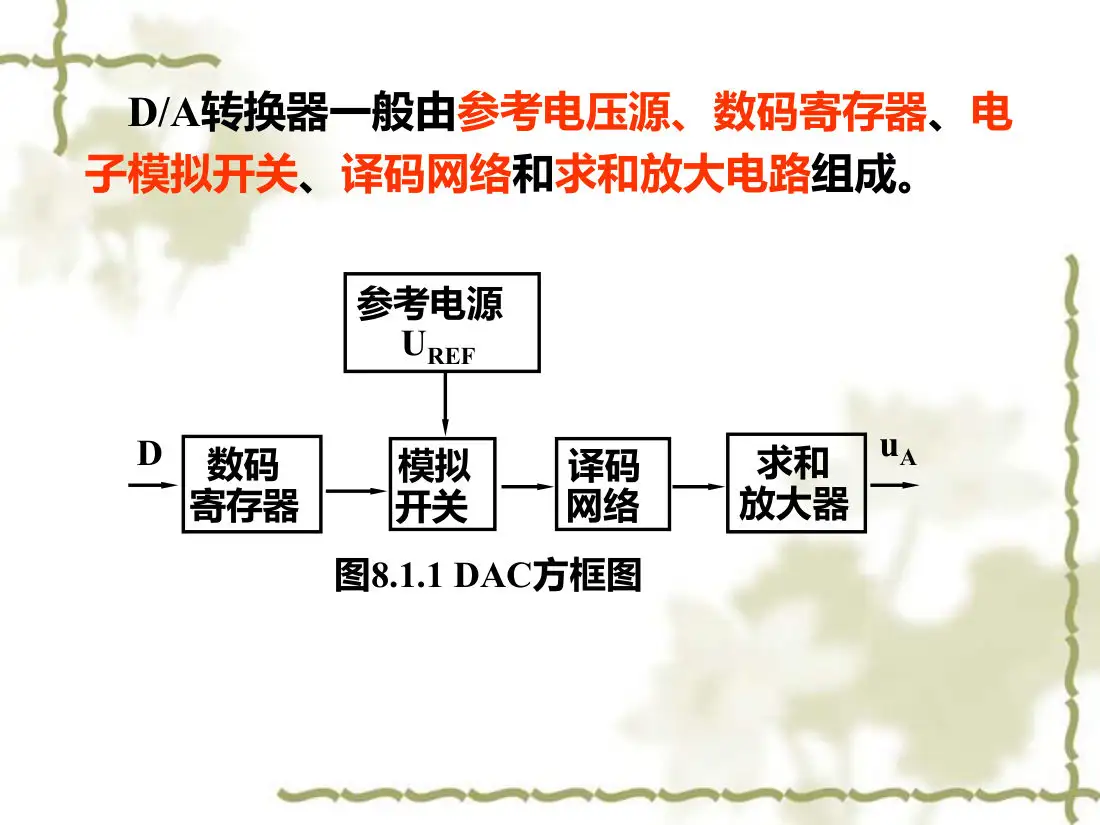 D/A转换器一般由参考电压源、数码寄存器、电
子模拟开关、译码网络和求和放大电路组成。
参考电源
UREF
D
数码
寄存器
模拟
开关
译码
网络
求和
放大器
uA
图8.1.1 DAC方框图